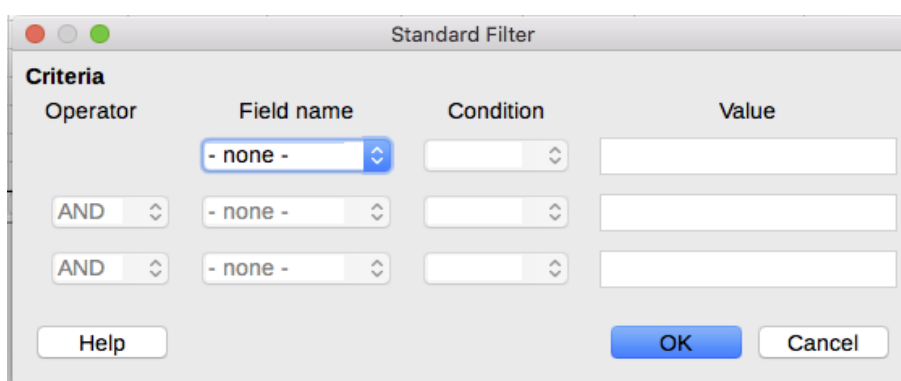 Standard Filter
Criteria
Operator Field name Condition Value
- none -
AND - none -
AND - none -
Help OK Cancel